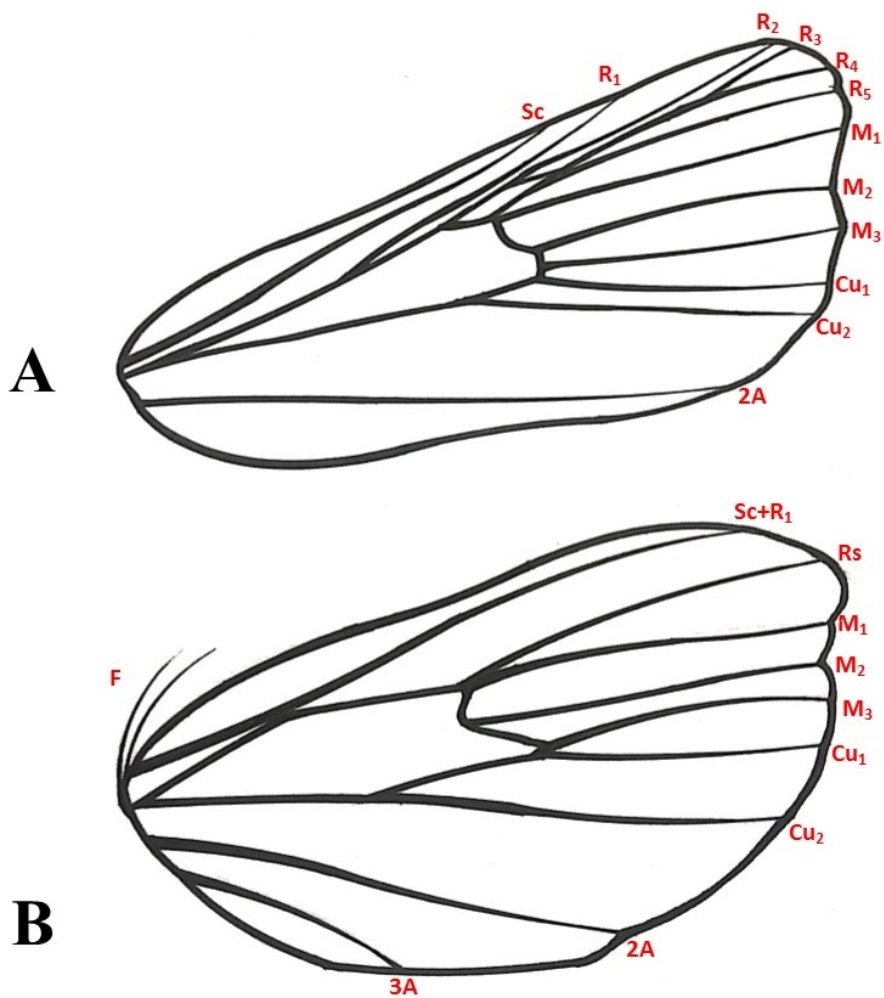 R₂
R₃
R₄
R₅
R₁
Sc
M₁
M₂
M₃
Cu₁
Cu₂
A
2A
Sc+R₁
Rs
M₁
F
M₂
M₃
Cu₁
Cu₂
B
2A
3A